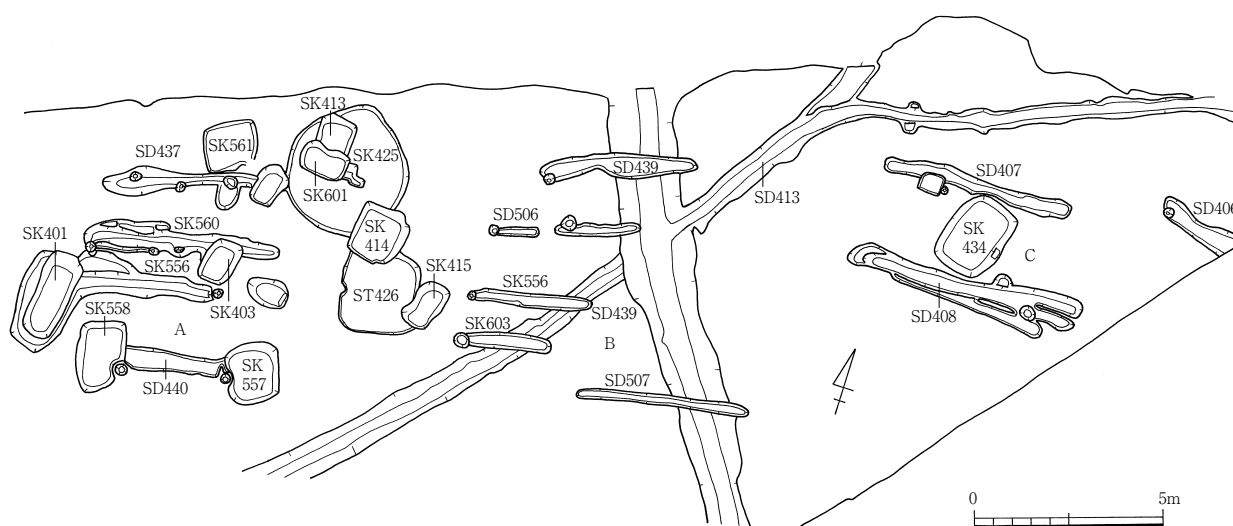 SK413
SD437
SK561
SK425
SK601
SD439
SD407
SD413
SD406
SK401
SK560
SK
414
SD506
SK
434
C
SK556
SK415
SK556
SK558
SK403
ST426
SD439
SD408
A
SK603
B
SK
557
SD440
SD507
0
5m